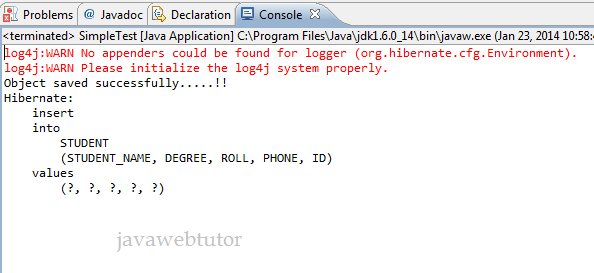 Problems @ Javadoc Declaration Console
<terminated> SimpleTest [Java Application] C:\Program Files\Java\jdk1.6.0_14\bin\javaw.exe (Jan 23, 2014 10:58:
log4j:WARN No appenders could be found for logger (org.hibernate.cfg.Environment).
log4j:WARN Please initialize the log4j system properly.
Object saved successfully.....!!
Hibernate:
    insert
    into
        STUDENT
        (STUDENT_NAME, DEGREE, ROLL, PHONE, ID)
    values
        (?, ?, ?, ?, ?)
javawebtutor